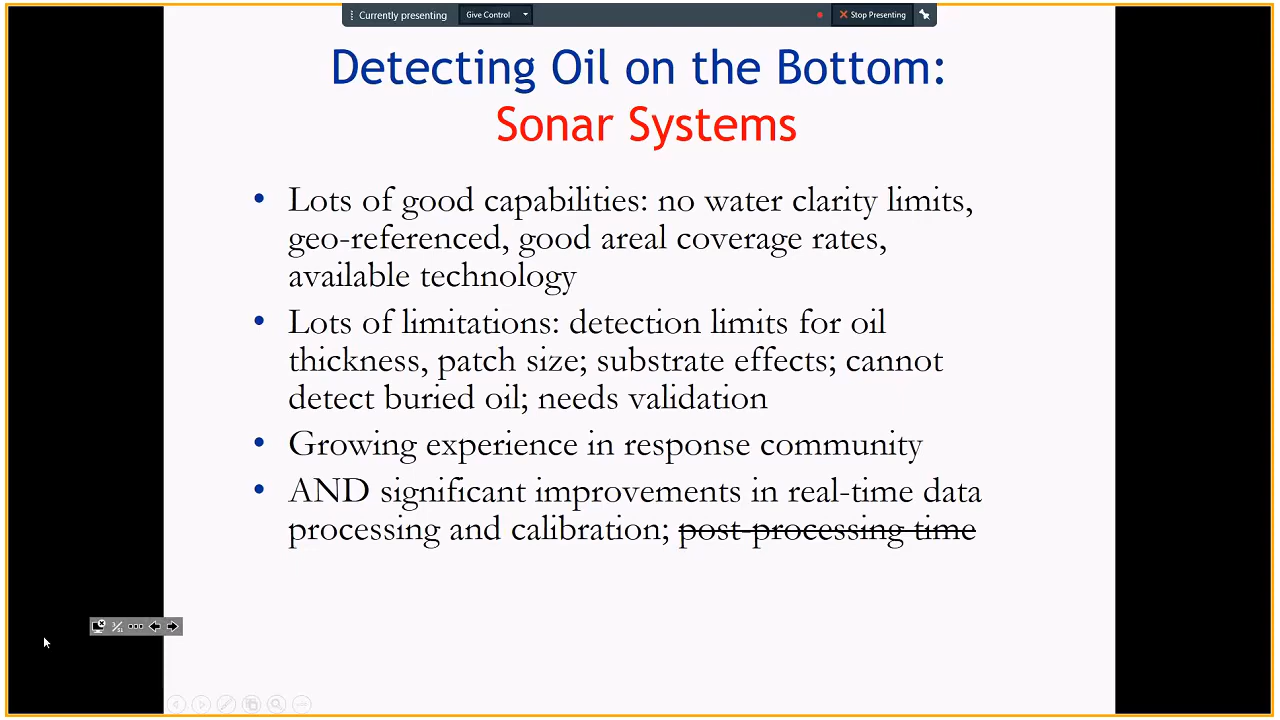 Currently presenting Give Control Stop Presenting
Detecting Oil on the Bottom:
Sonar Systems
• Lots of good capabilities: no water clarity limits,
geo-referenced, good areal coverage rates,
available technology
• Lots of limitations: detection limits for oil
thickness, patch size; substrate effects; cannot
detect buried oil; needs validation
• Growing experience in response community
• AND significant improvements in real-time data
processing and calibration; post-processing time